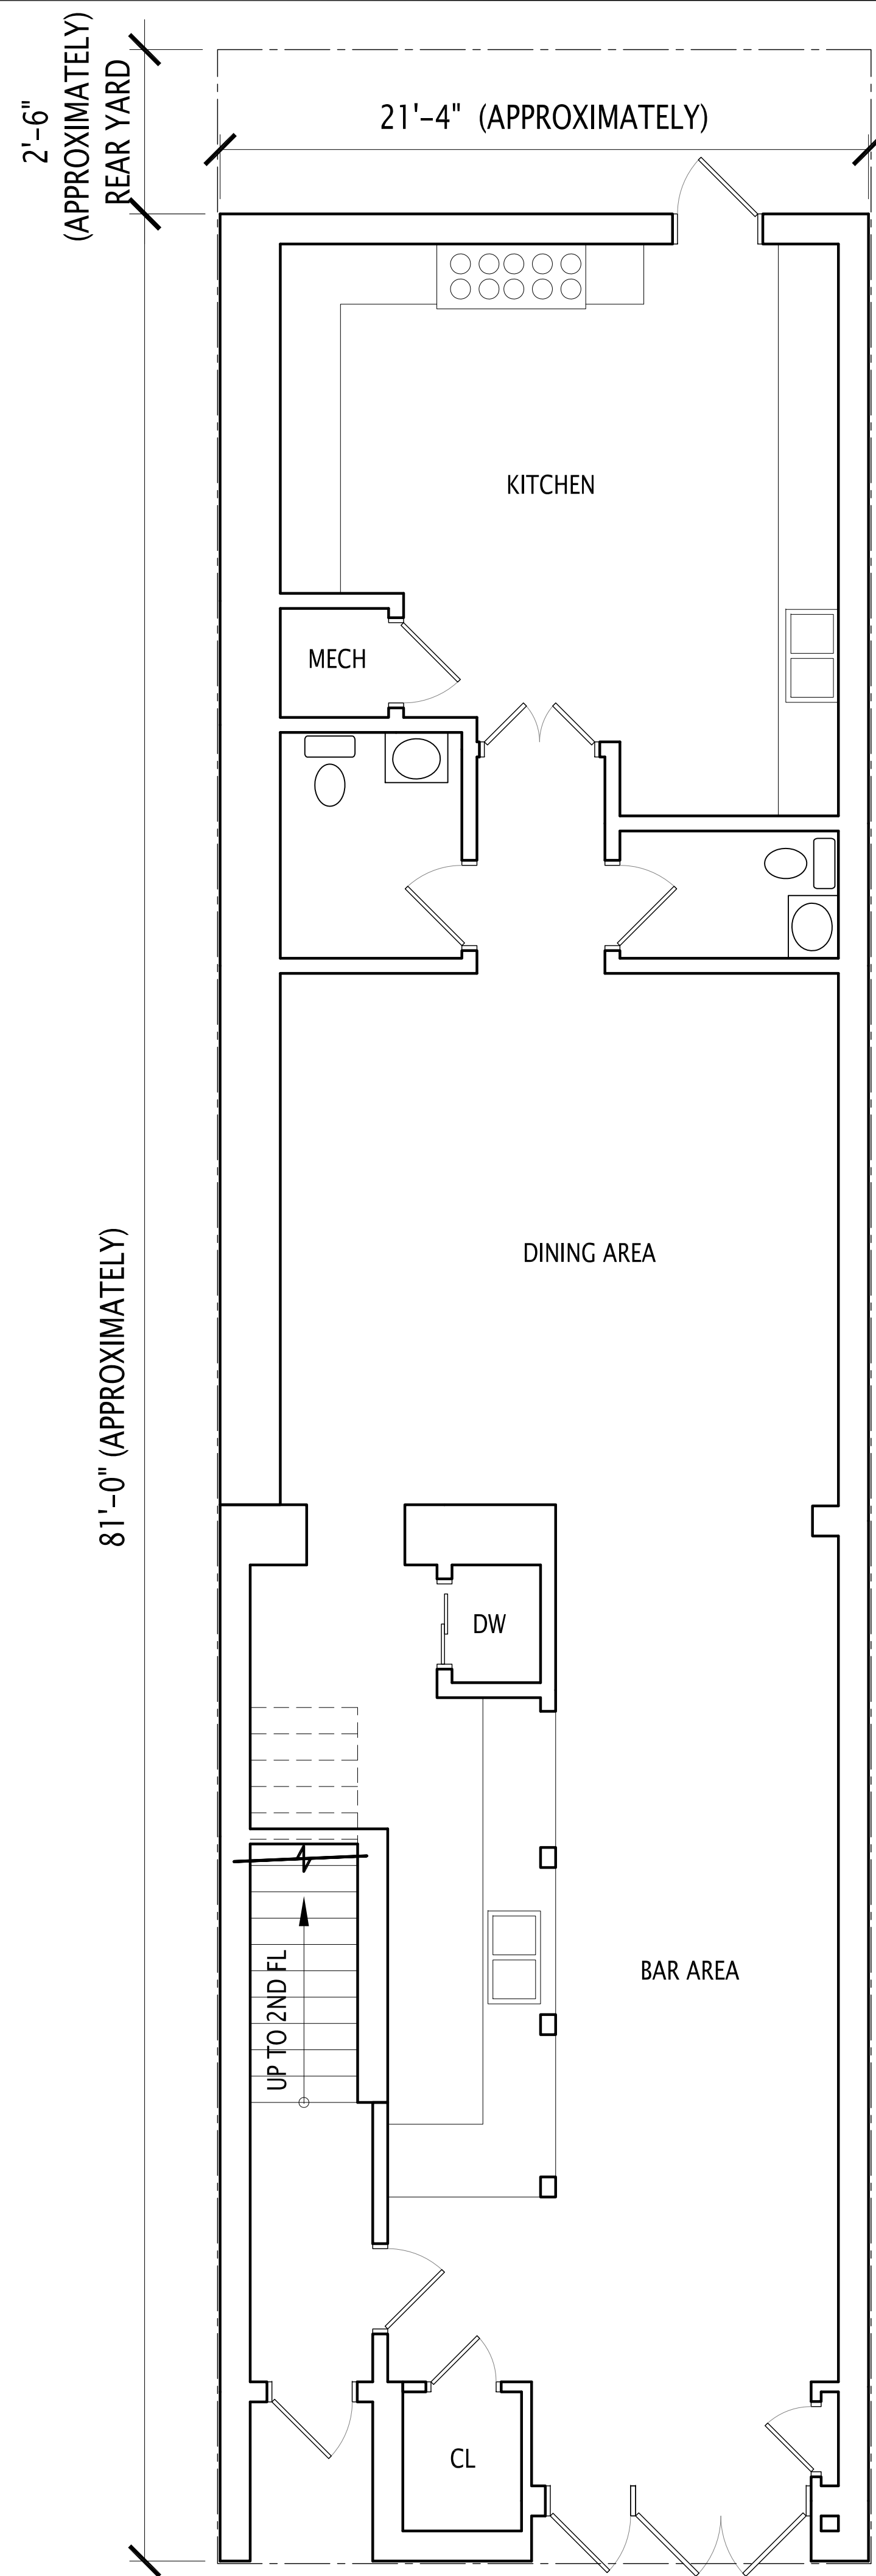 2'-6"
(APPROXIMATELY)
REAR YARD
21'-4" (APPROXIMATELY)
KITCHEN
MECH
DINING AREA
81'-0" (APPROXIMATELY)
DW
BAR AREA
UP TO 2ND FL
CL